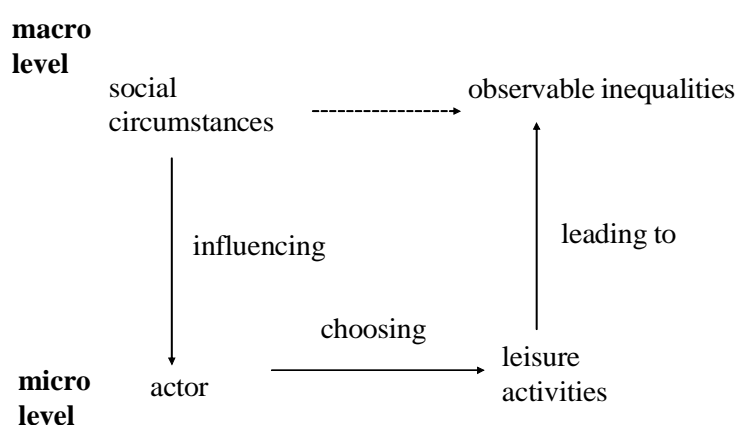 macro
level
social
circumstances
observable inequalities
influencing
leading to
choosing
micro
level
actor
leisure
activities